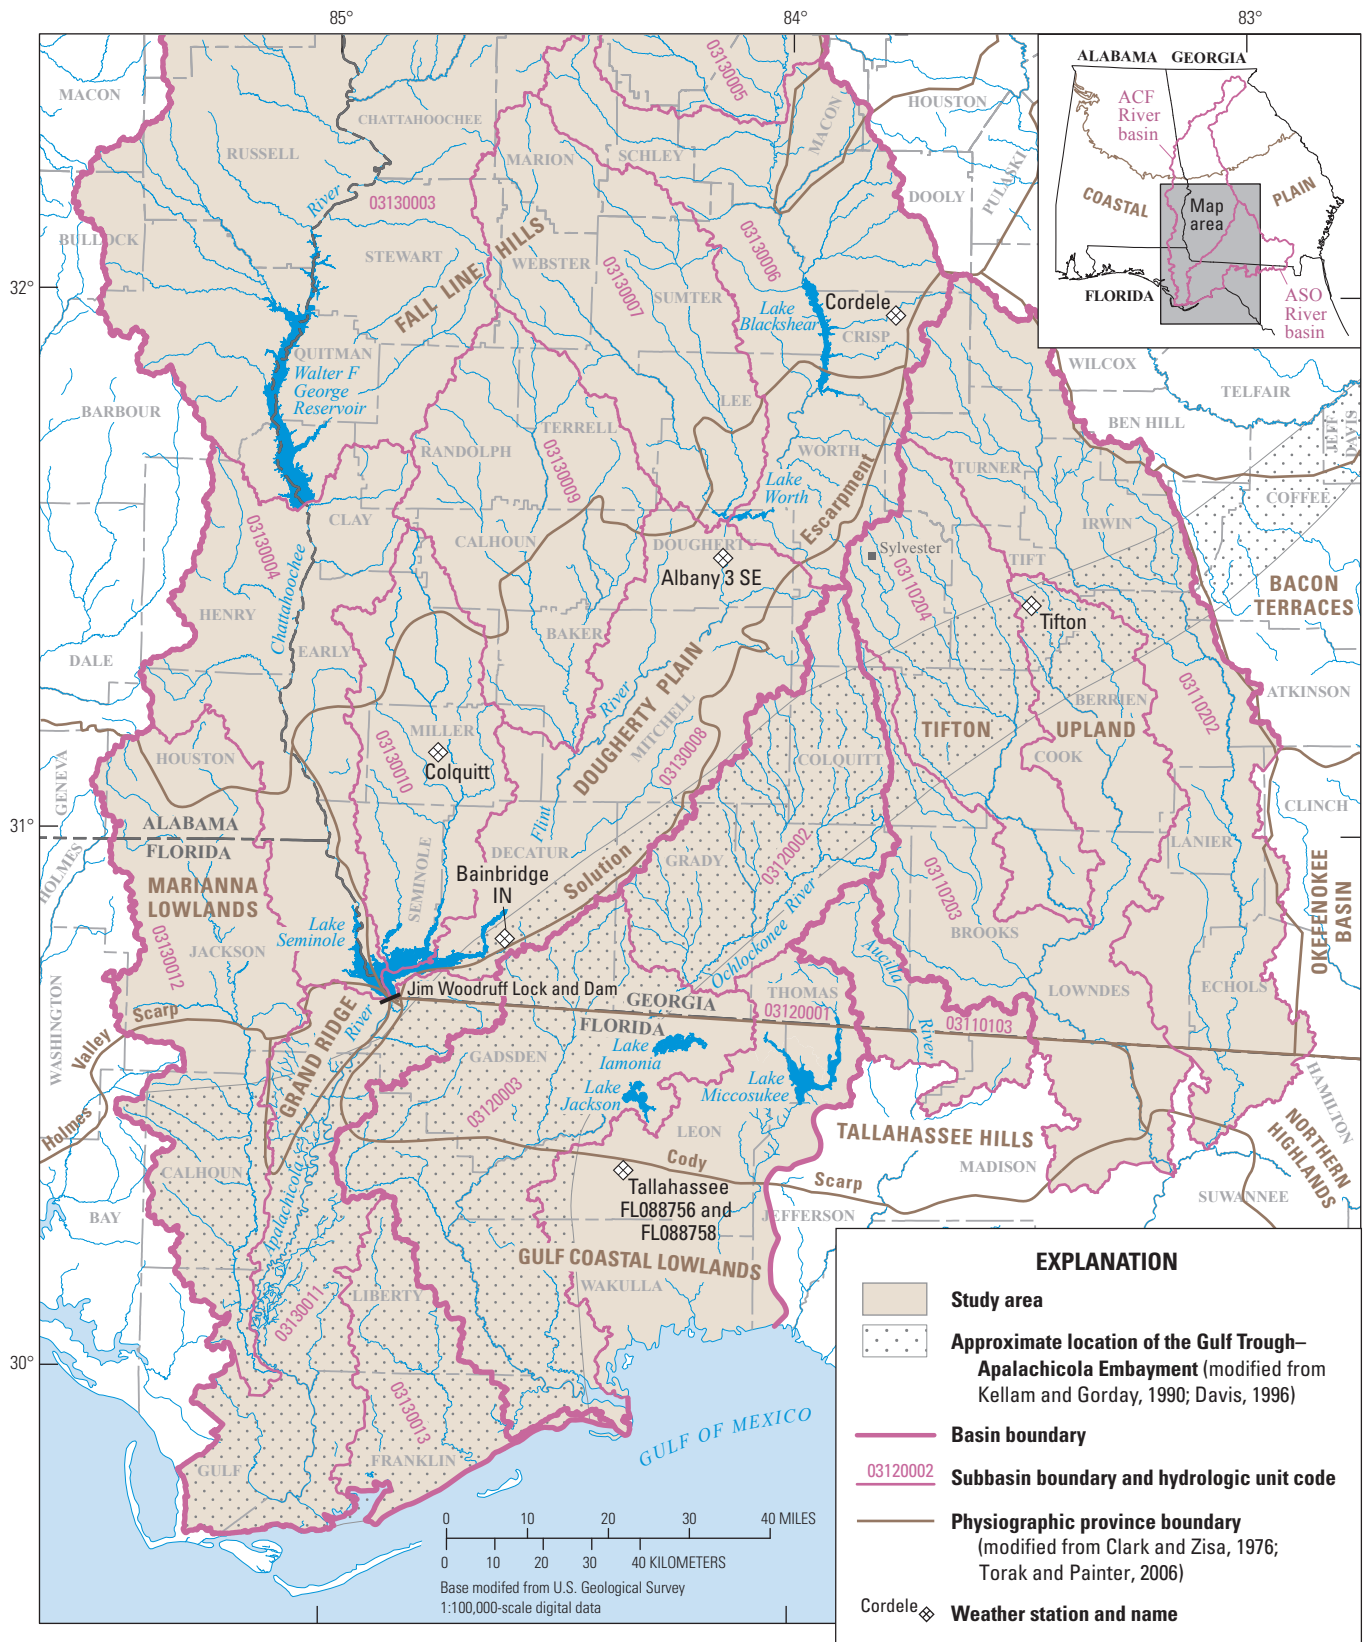 85°
84°
83°
MACON
CHATTAHOOCHEE
03130005
MACON
HOUSTON
RUSSELL
MARION
SCHLEY
PULASKI
DOOLY
River
03130003
BULLOCK
STEWART
FALL LINE HILLS
WEBSTER
03130007
SUMTER
03130006
32°
Lake
Blackshear
Cordele
CRISP
QUITMAN
Walter F
George
Reservoir
WILCOX
TELFAIR
BARBOUR
LEE
BEN HILL
JEFF
DAVIS
TERRELL
RANDOLPH
03130009
WORTH
TURNER
Lake
Worth
Escarpment
COFFEE
CLAY
03130004
IRWIN
CALHOUN
DOUGHERTY
Sylvester
TIFT
Albany 3 SE
03110204
BACON
TERRACES
Chattahoochee
HENRY
Tifton
BAKER
EARLY
DALE
River
DOUGHERTY PLAIN
MITCHELL
BERRIEN
03110202
ATKINSON
TIFTON
UPLAND
MILLER
03130010
Colquitt
03130008
HOUSTON
GENEVA
COLQUITT
COOK
CLINCH
31°
ALABAMA
FLORIDA
Flint
DECATUR
SEMINOLE
Solution
GRADY
03120002
LANIER
HOLMES
MARIANNA
LOWLANDS
Bainbridge
IN
03110203
OKEFENOKEE
BASIN
Lake
Seminole
Ochlockonee River
BROOKS
JACKSON
03130012
Aucilla
River
WASHINGTON
Jim Woodruff Lock and Dam
THOMAS
LOWNDES
ECHOLS
GEORGIA
FLORIDA
03120001
03110103
Holmes Valley Scarp
GRAND RIDGE
River
GADSDEN
Lake
Iamonia
03120003
Lake
Jackson
Lake
Miccosukee
HAMILTON
LEON
TALLAHASSEE HILLS
NORTHERN
HIGHLANDS
Cody
Scarp
MADISON
CALHOUN
Tallahassee
FL088756 and
FL088758
SUWANNEE
BAY
JEFFERSON
Apalachicola
GULF COASTAL LOWLANDS
WAKULLA
LIBERTY
03130011
30°
03130013
GULF OF MEXICO
GULF
FRANKLIN
0 10 20 30 40 MILES
0 10 20 30 40 KILOMETERS
Base modifed from U.S. Geological Survey
1:100,000-scale digital data
ALABAMA GEORGIA
ACF
River
basin
COASTAL
PLAIN
Map
area
FLORIDA
ASO
River
basin
EXPLANATION
Study area
Approximate location of the Gulf Trough–
Apalachicola Embayment (modified from
Kellam and Gorday, 1990; Davis, 1996)
Basin boundary
03120002 Subbasin boundary and hydrologic unit code
Physiographic province boundary
(modified from Clark and Zisa, 1976;
Torak and Painter, 2006)
Cordele Weather station and name